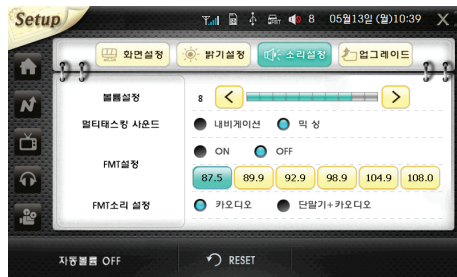 Setup 8 05월13일 (월)10:39 X
화면설정 밝기설정 소리설정 업그레이드
볼륨설정 8
멀티태스킹 사운드 내비게이션 믹 싱
FMT설정 ON OFF
87.5 89.9 92.9 98.9 104.9 108.0
FMT소리 설정 카오디오 단말기+카오디오
자동볼륨 OFF RESET